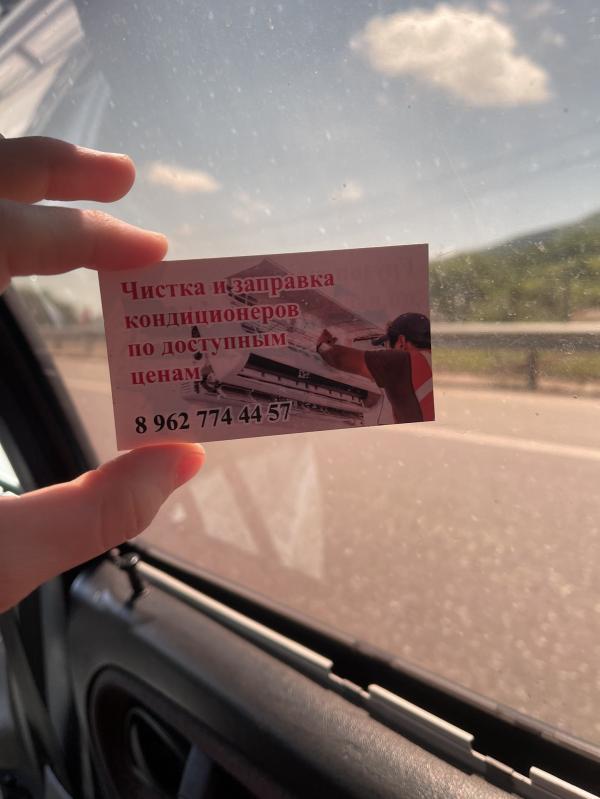 Чистка и заправка
кондиционеров
по доступным
ценам
8 962 774 44 57